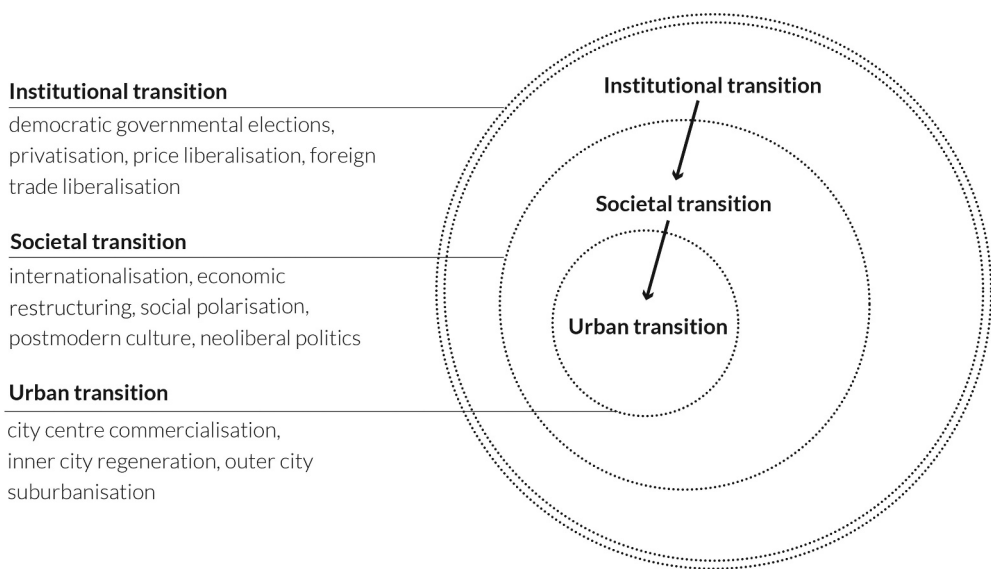 Institutional transition
democratic governmental elections,
privatisation, price liberalisation, foreign
trade liberalisation
Societal transition
internationalisation, economic
restructuring, social polarisation,
postmodern culture, neoliberal politics
Urban transition
city centre commercialisation,
inner city regeneration, outer city
suburbanisation
Institutional transition
Societal transition
Urban transition